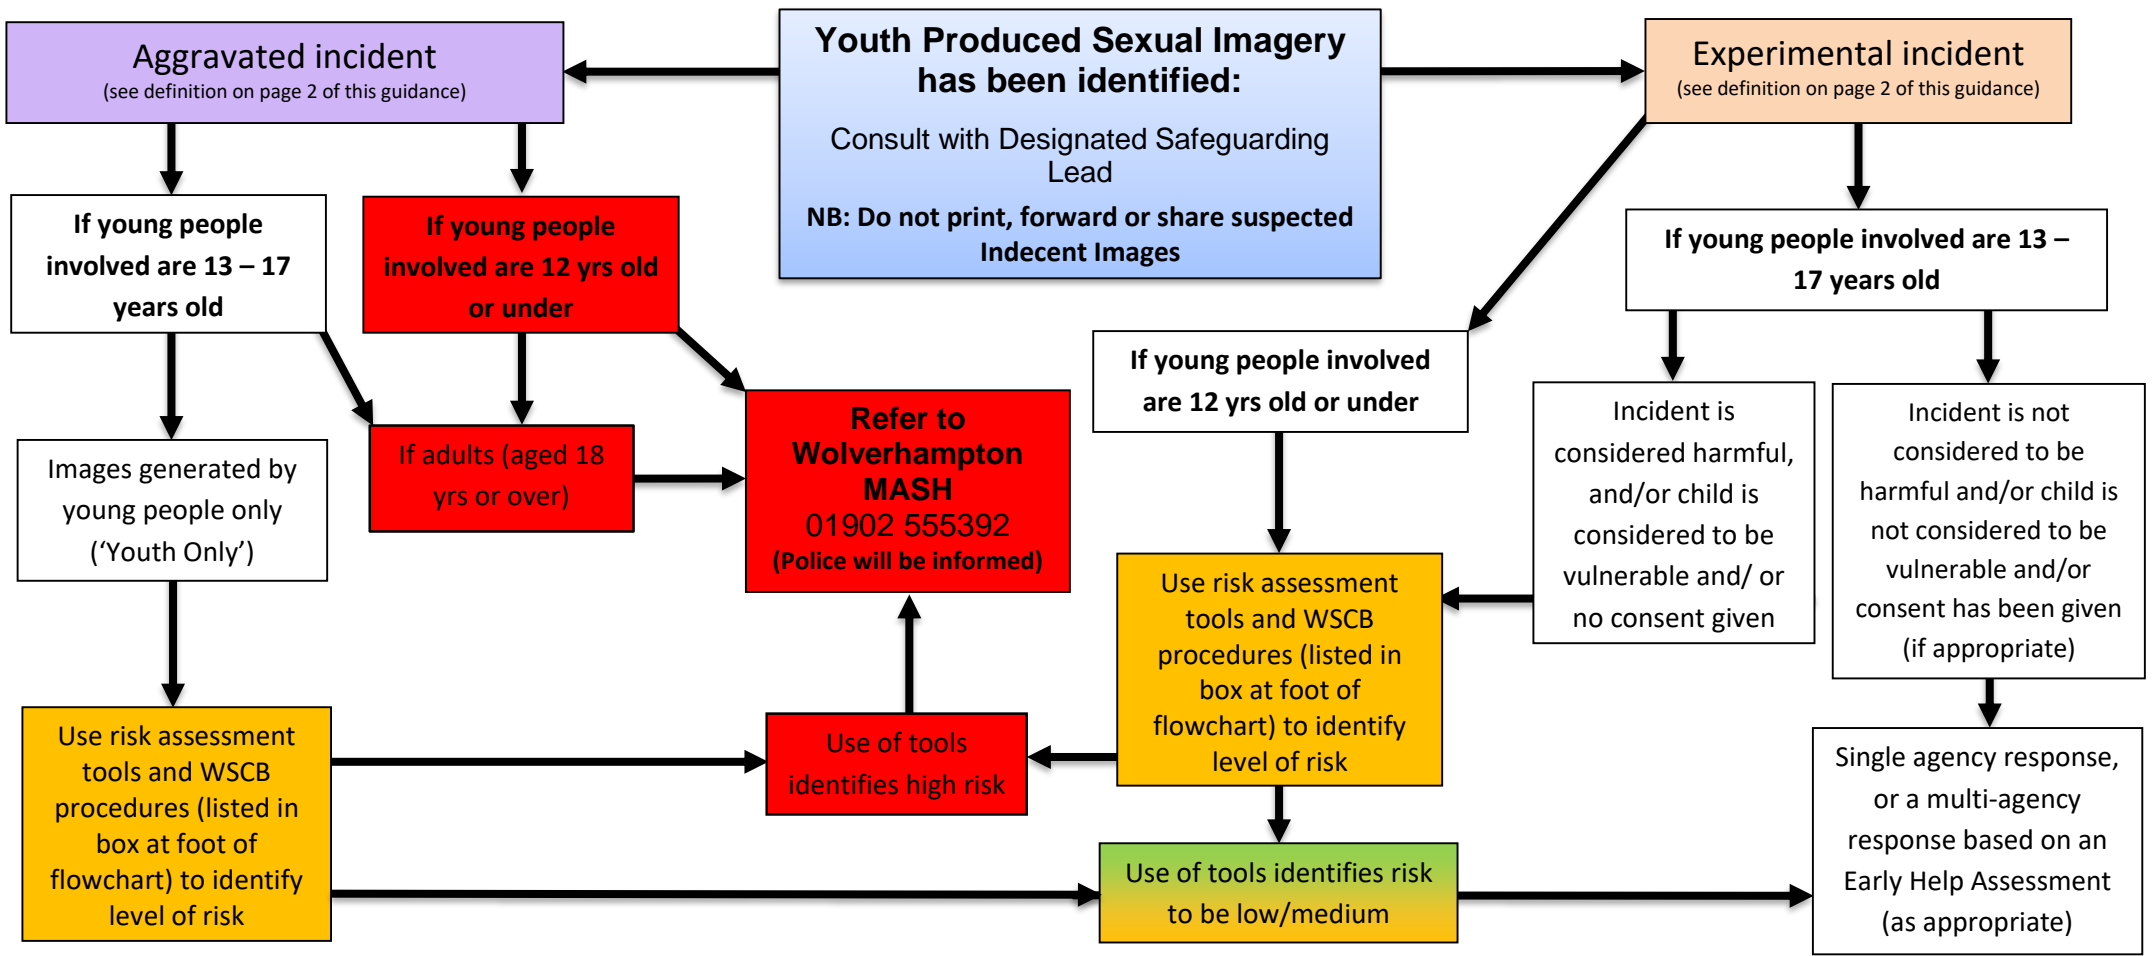 Aggravated incident
(see definition on page 2 of this guidance)
Youth Produced Sexual Imagery
has been identified:
Consult with Designated Safeguarding
Lead
NB: Do not print, forward or share suspected
Indecent Images
Experimental incident
(see definition on page 2 of this guidance)
If young people
involved are 13 – 17
years old
If young people
involved are 12 yrs old
or under
If young people involved are 13 –
17 years old
If young people involved
are 12 yrs old or under
Images generated by
young people only
(‘Youth Only’)
If adults (aged 18
yrs or over)
Refer to
Wolverhampton
MASH
01902 555392
(Police will be informed)
Incident is
considered harmful,
and/or child is
considered to be
vulnerable and/ or
no consent given
Incident is not
considered to be
harmful and/or child is
not considered to be
vulnerable and/or
consent has been given
(if appropriate)
Use risk assessment
tools and WSCB
procedures (listed in
box at foot of
flowchart) to identify
level of risk
Use of tools
identifies high risk
Use risk assessment
tools and WSCB
procedures (listed in
box at foot of
flowchart) to identify
level of risk
Use of tools identifies risk
to be low/medium
Single agency response,
or a multi-agency
response based on an
Early Help Assessment
(as appropriate)